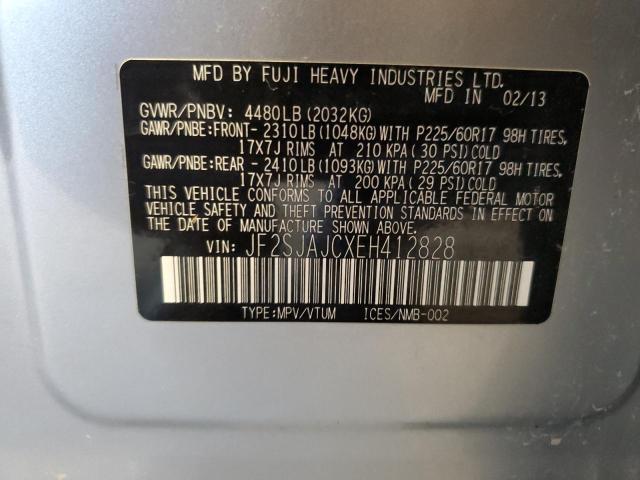 MFD BY FUJI HEAVY INDUSTRIES LTD.
MFD IN 02/13
GVWR/PNBV: 4480LB(2032KG)
GAWR/PNBE:FRONT- 2310LB(1048KG)WITH P225/60R17 98H TIRES,
17X7J RIMS AT 210 KPA(30 PSI)COLD
GAWR/PNBE:REAR - 2410LB(1093KG)WITH P225/60R17 98H TIRES,
17X7J RIMS AT 200 KPA(29 PSI)COLD
THIS VEHICLE CONFORMS TO ALL APPLICABLE FEDERAL MOTOR
VEHICLE SAFETY AND THEFT PREVENTION STANDARDS IN EFFECT ON
THE DATE OF MANUFACTURE SHOWN ABOVE.
VIN: JF2SJAJCXEH412828
TYPE:MPV/VTUM ICES/NMB-002